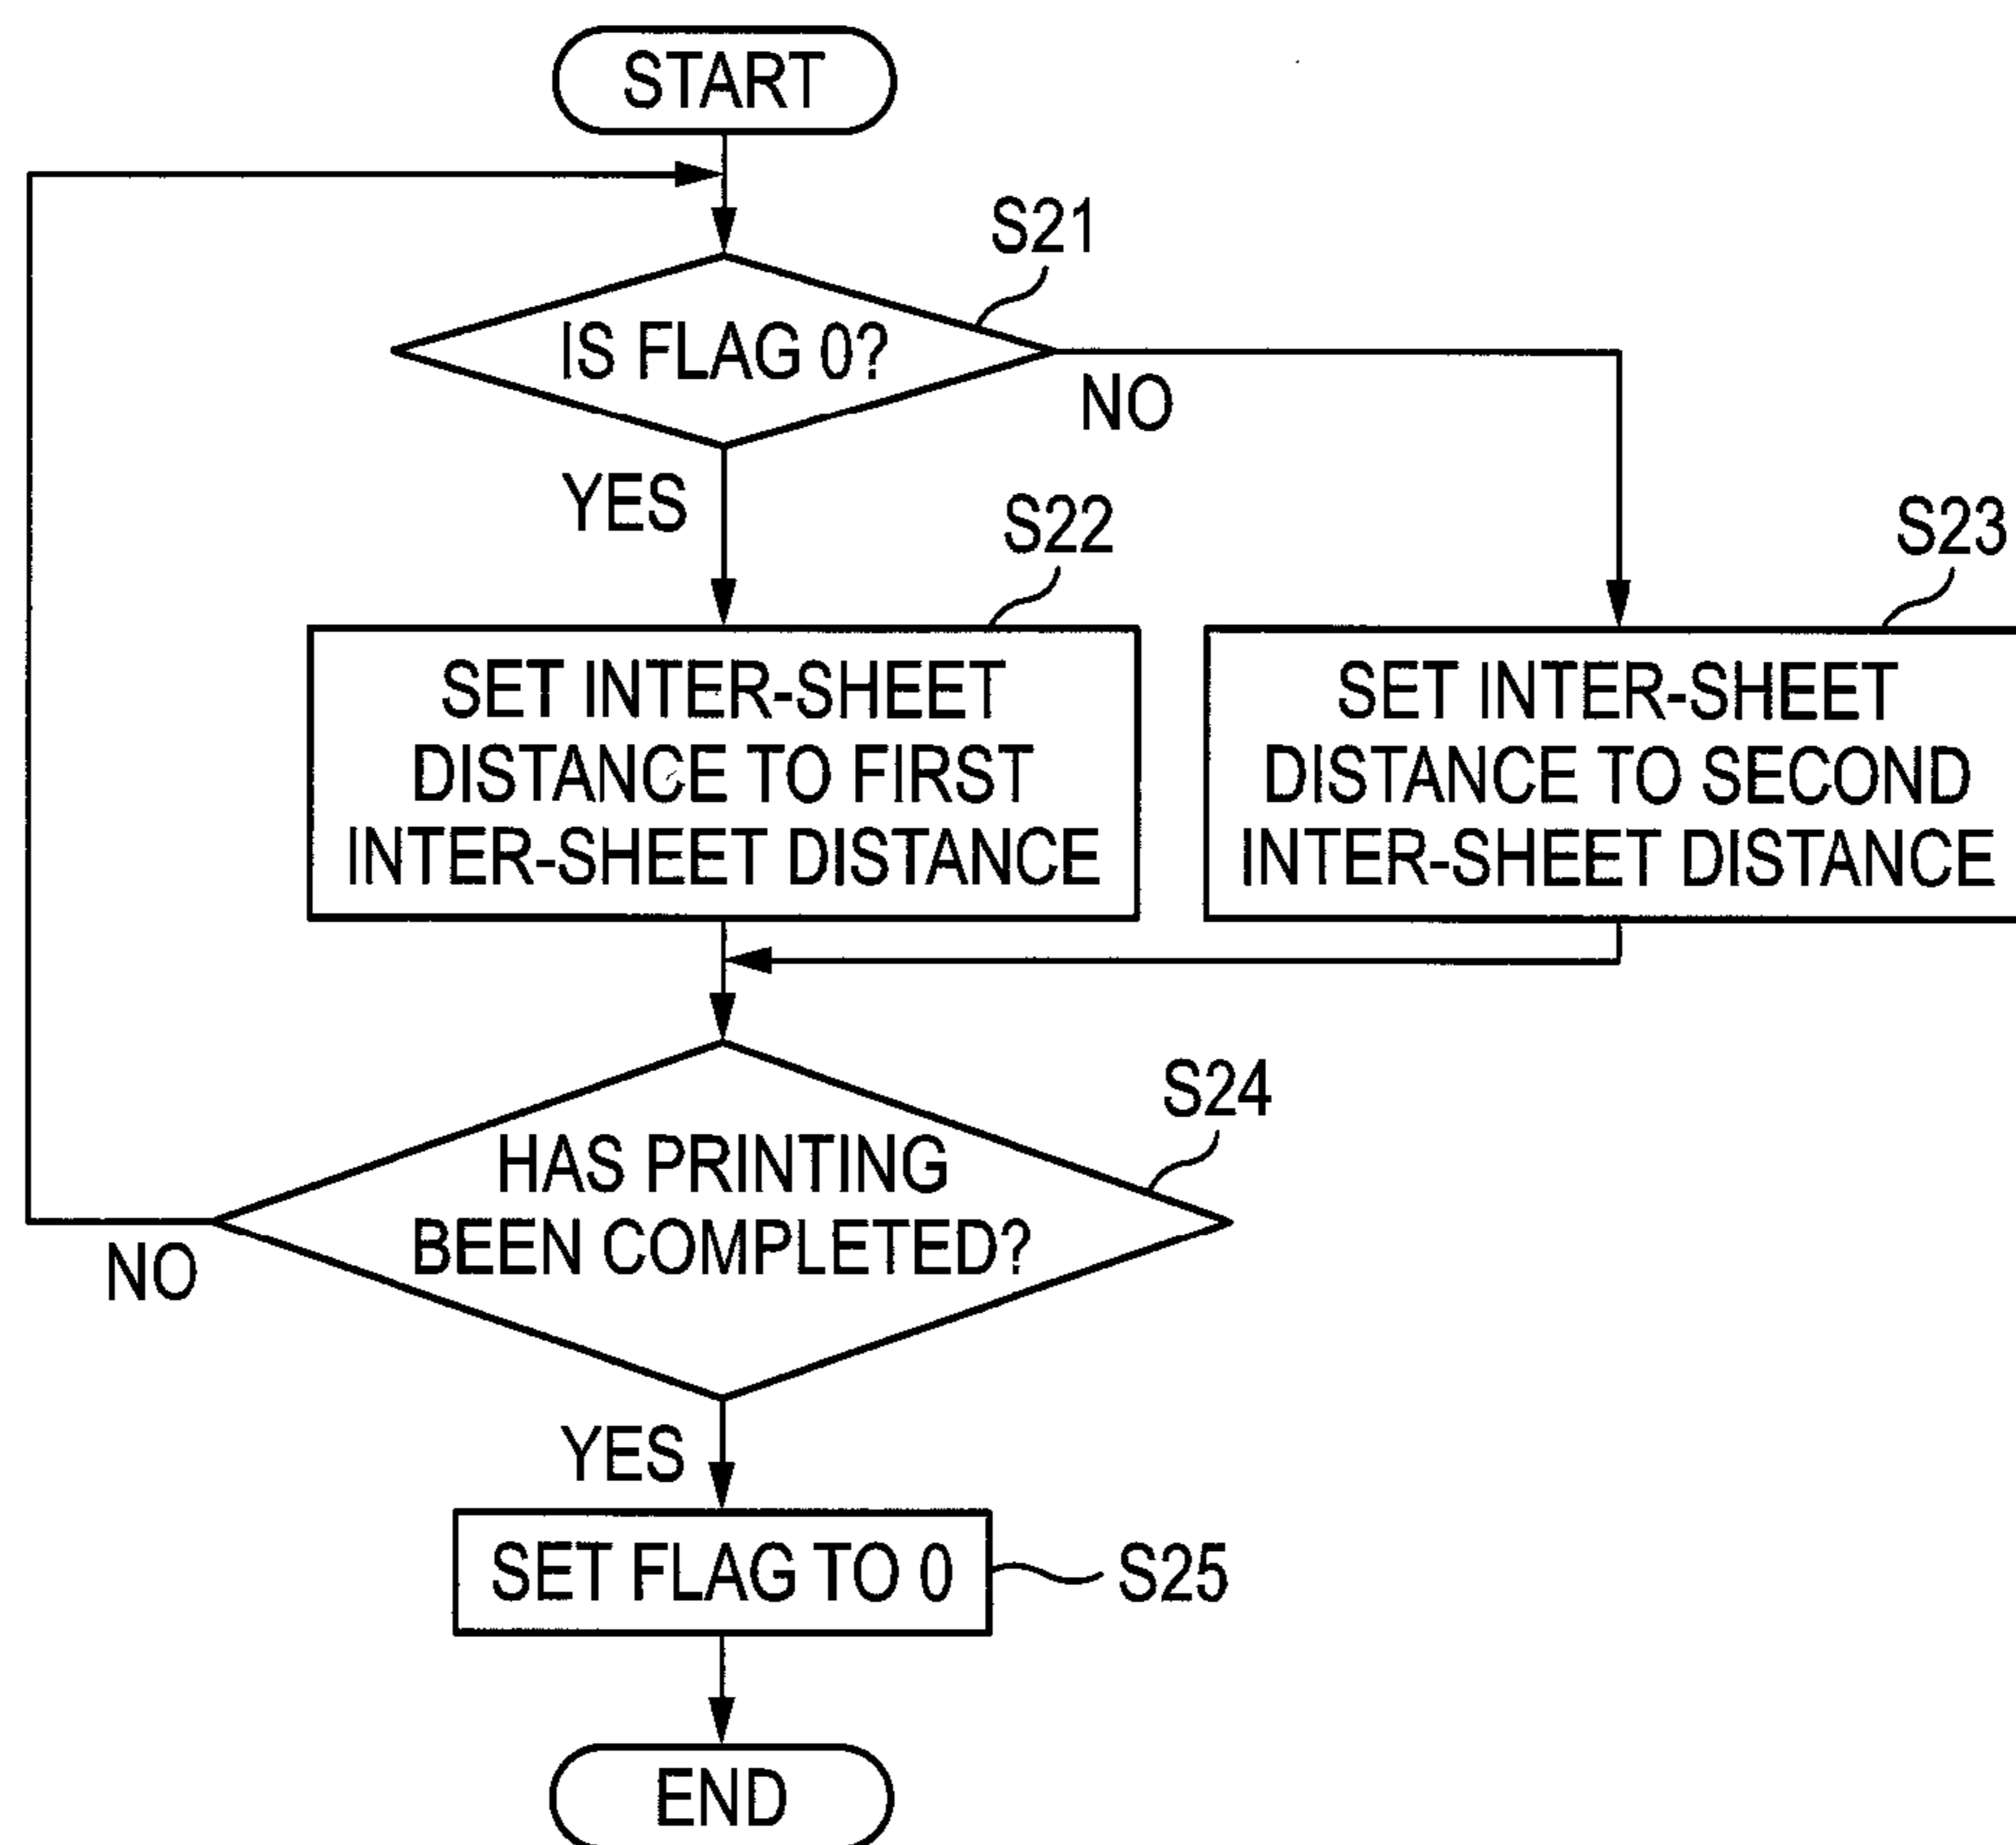 START
S21
IS FLAG 0?
NO
YES
S22
S23
SET INTER-SHEET
DISTANCE TO FIRST
INTER-SHEET DISTANCE
SET INTER-SHEET
DISTANCE TO SECOND
INTER-SHEET DISTANCE
S24
HAS PRINTING
BEEN COMPLETED?
NO
YES
SET FLAG TO 0
S25
END